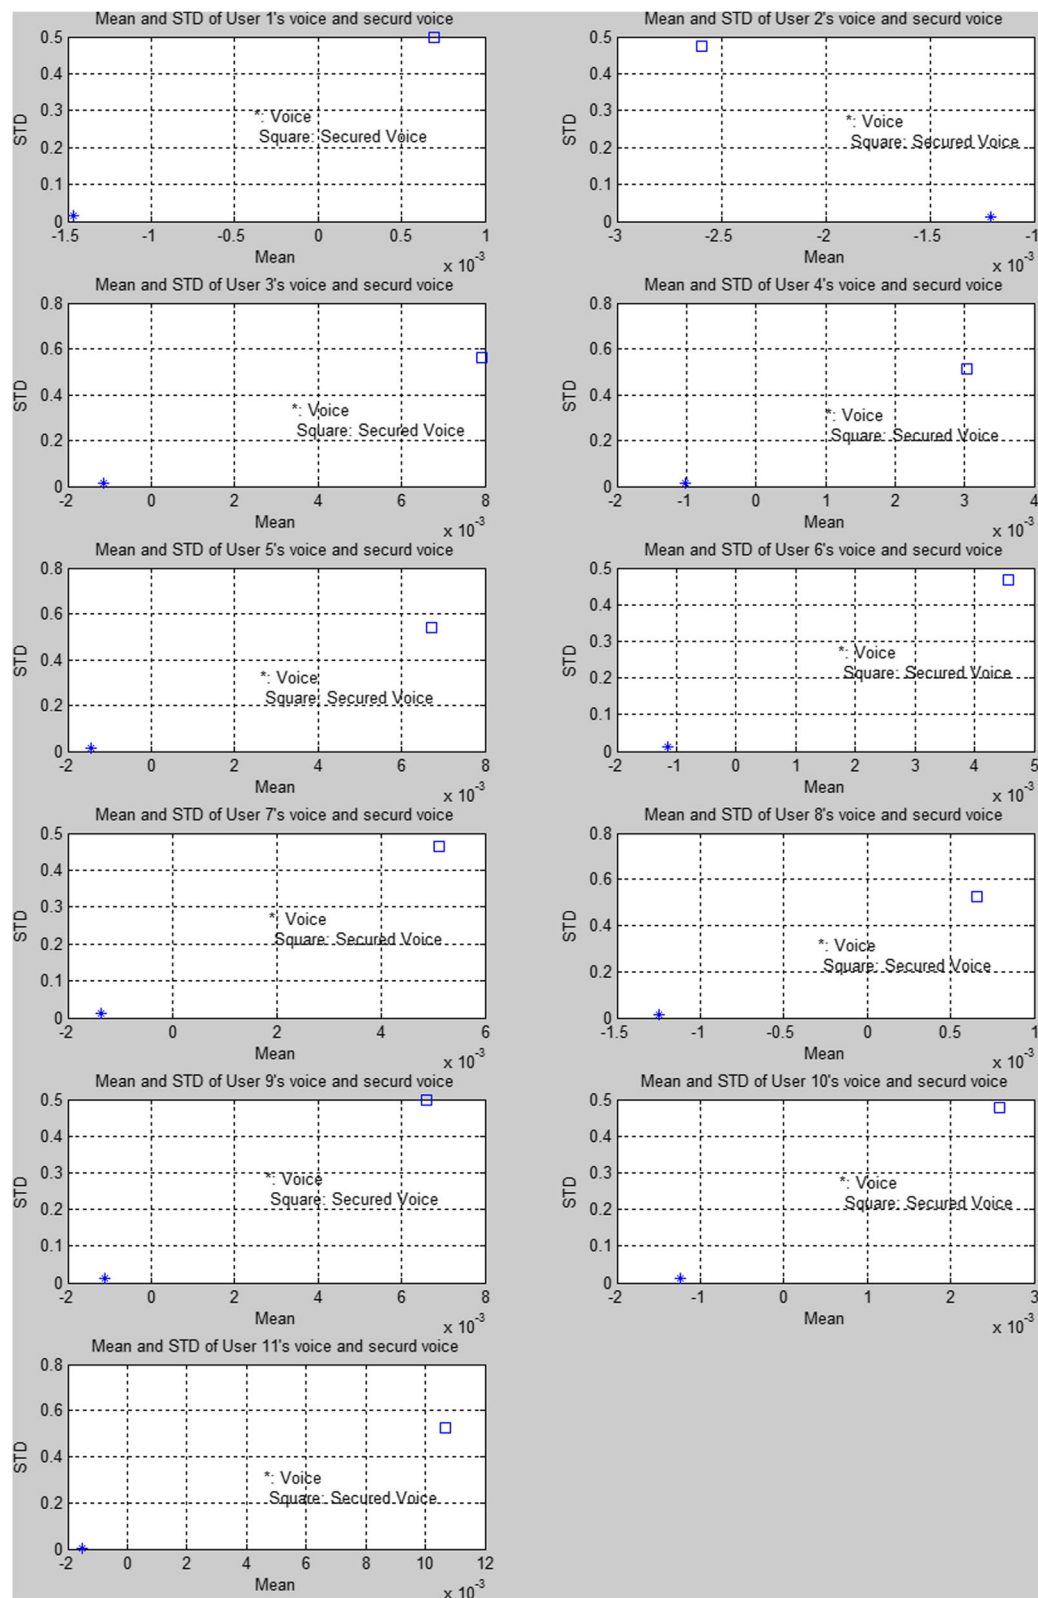 Mean and STD of User 1's voice and securd voice
0.5
0.4
0.3
0.2
0.1
0
STD
*: Voice
Square: Secured Voice
-1.5 -1 -0.5 0 0.5 1
Mean
x 10^-3
Mean and STD of User 2's voice and securd voice
0.5
0.4
0.3
0.2
0.1
0
STD
*: Voice
Square: Secured Voice
-3 -2.5 -2 -1.5 -1
Mean
x 10^-3
Mean and STD of User 3's voice and securd voice
0.8
0.6
0.4
0.2
0
STD
*: Voice
Square: Secured Voice
-2 0 2 4 6 8
Mean
x 10^-3
Mean and STD of User 4's voice and securd voice
0.8
0.6
0.4
0.2
0
STD
*: Voice
Square: Secured Voice
-2 -1 0 1 2 3 4
Mean
x 10^-3
Mean and STD of User 5's voice and securd voice
0.8
0.6
0.4
0.2
0
STD
*: Voice
Square: Secured Voice
-2 0 2 4 6 8
Mean
x 10^-3
Mean and STD of User 6's voice and securd voice
0.5
0.4
0.3
0.2
0.1
0
STD
*: Voice
Square: Secured Voice
-2 -1 0 1 2 3 4 5
Mean
x 10^-3
Mean and STD of User 7's voice and securd voice
0.5
0.4
0.3
0.2
0.1
0
STD
*: Voice
Square: Secured Voice
-2 0 2 4 6
Mean
x 10^-3
Mean and STD of User 8's voice and securd voice
0.8
0.6
0.4
0.2
0
STD
*: Voice
Square: Secured Voice
-1.5 -1 -0.5 0 0.5 1
Mean
x 10^-3
Mean and STD of User 9's voice and securd voice
0.5
0.4
0.3
0.2
0.1
0
STD
*: Voice
Square: Secured Voice
-2 0 2 4 6 8
Mean
x 10^-3
Mean and STD of User 10's voice and securd voice
0.5
0.4
0.3
0.2
0.1
0
STD
*: Voice
Square: Secured Voice
-2 -1 0 1 2 3
Mean
x 10^-3
Mean and STD of User 11's voice and securd voice
0.8
0.6
0.4
0.2
0
STD
*: Voice
Square: Secured Voice
-2 0 2 4 6 8 10 12
Mean
x 10^-3